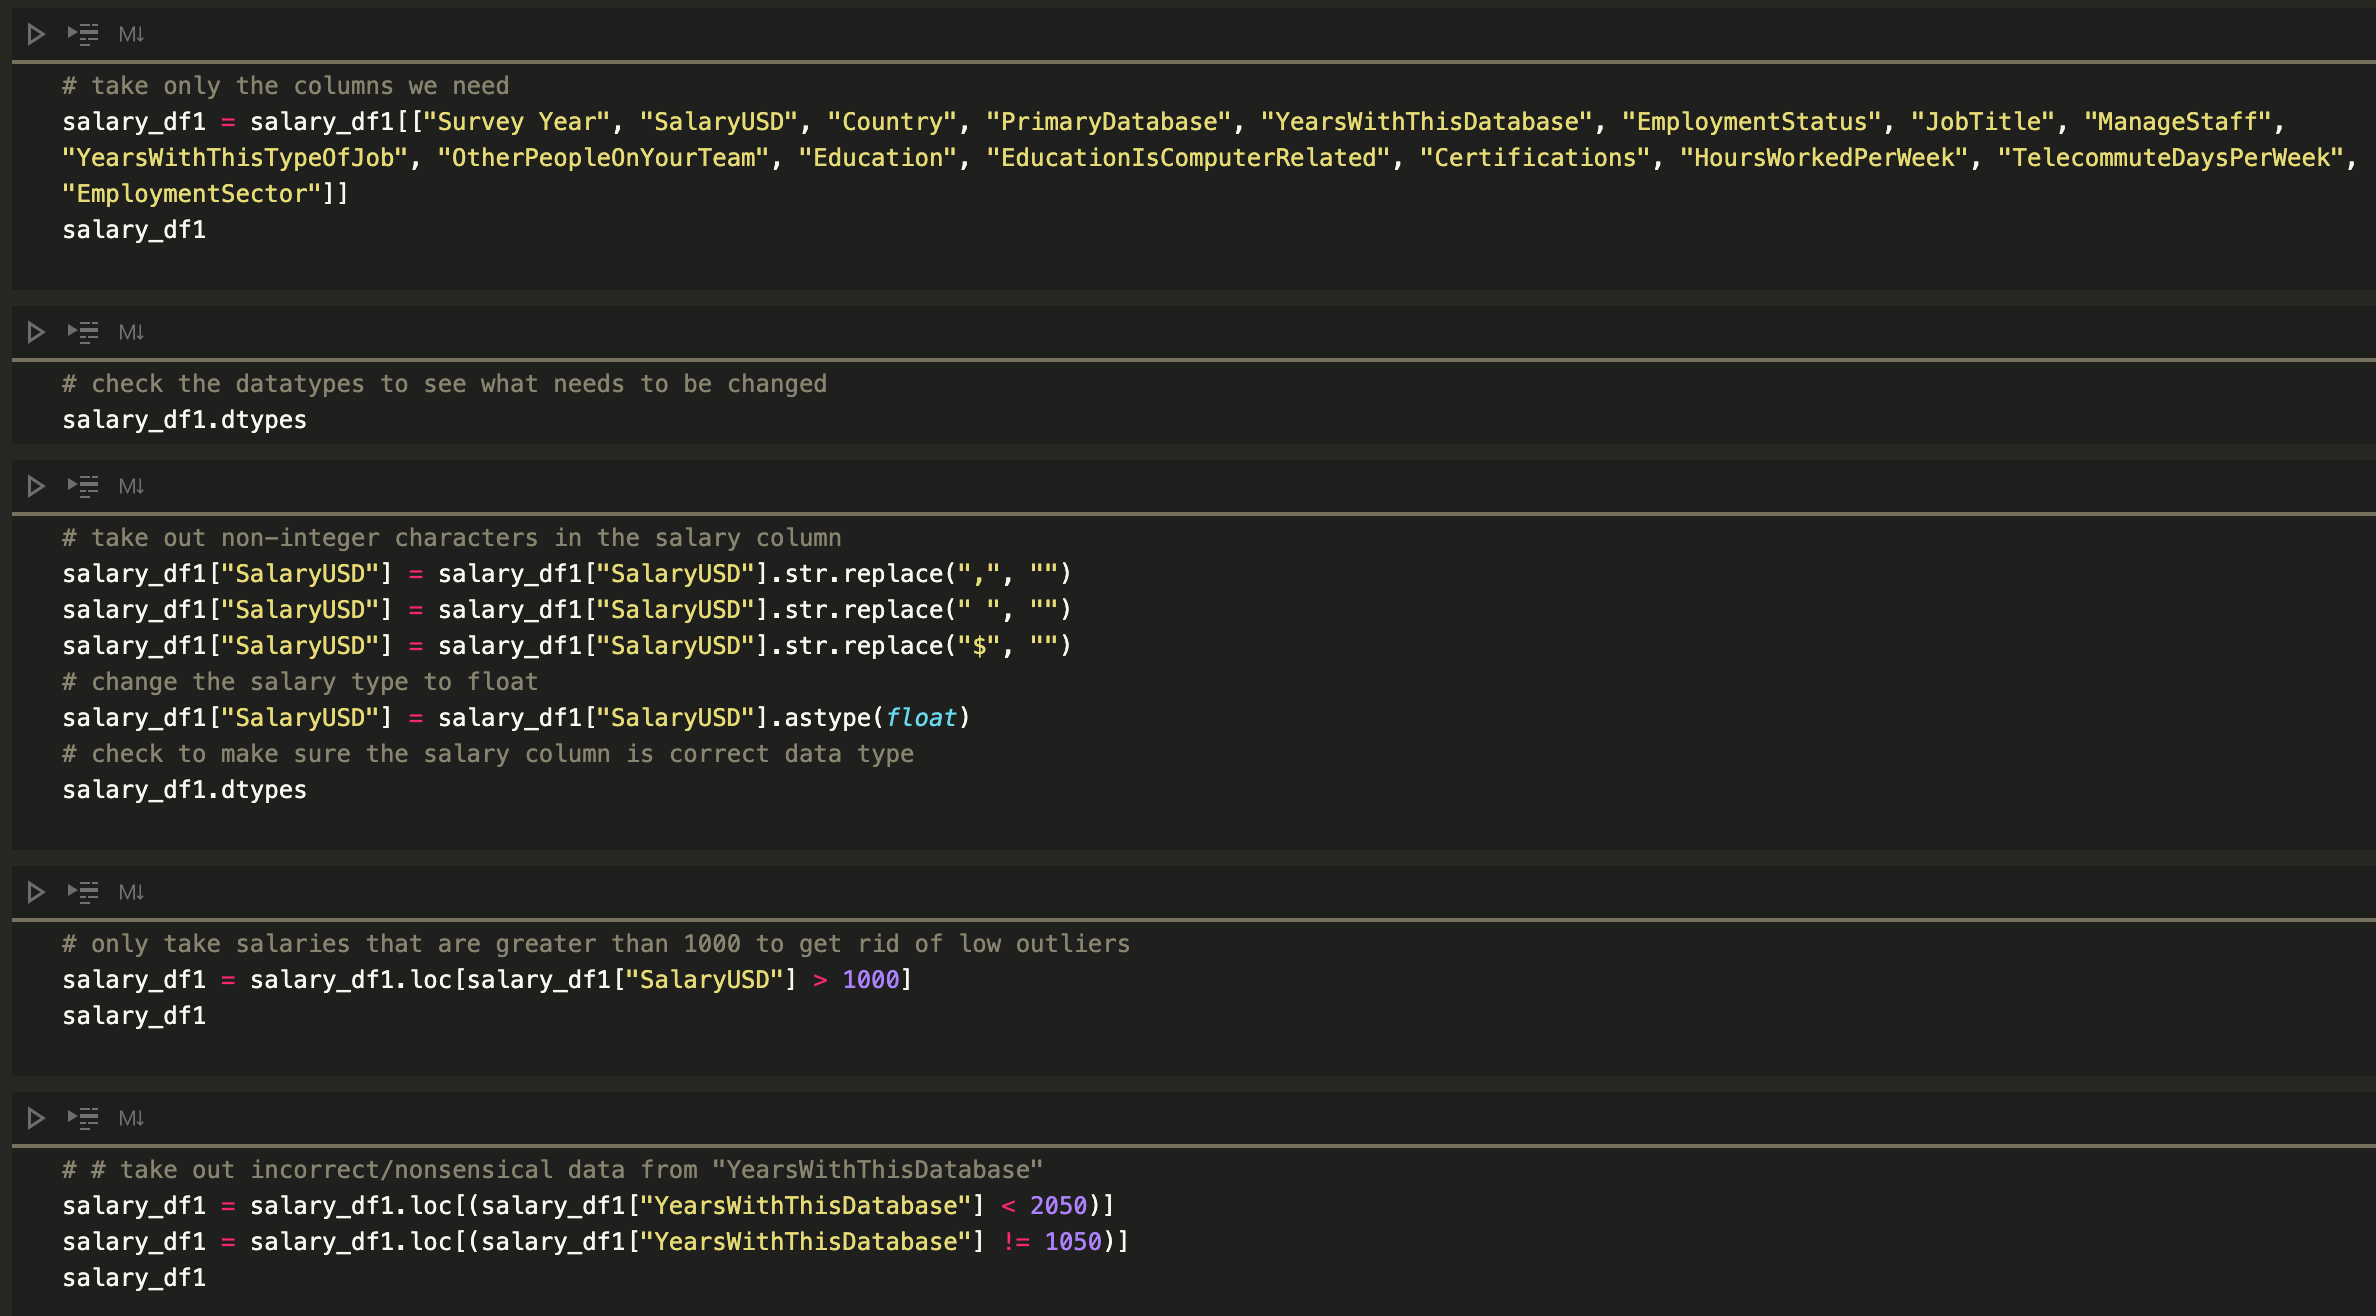 M↓
# take only the columns we need
salary_df1 = salary_df1[["Survey Year", "SalaryUSD", "Country", "PrimaryDatabase", "YearsWithThisDatabase", "EmploymentStatus", "JobTitle", "ManageStaff",
"YearsWithThisTypeOfJob", "OtherPeopleOnYourTeam", "Education", "EducationIsComputerRelated", "Certifications", "HoursWorkedPerWeek", "TelecommuteDaysPerWeek",
"EmploymentSector"]]
salary_df1
M↓
# check the datatypes to see what needs to be changed
salary_df1.dtypes
M↓
# take out non-integer characters in the salary column
salary_df1["SalaryUSD"] = salary_df1["SalaryUSD"].str.replace(",", "")
salary_df1["SalaryUSD"] = salary_df1["SalaryUSD"].str.replace(" ", "")
salary_df1["SalaryUSD"] = salary_df1["SalaryUSD"].str.replace("$", "")
# change the salary type to float
salary_df1["SalaryUSD"] = salary_df1["SalaryUSD"].astype(float)
# check to make sure the salary column is correct data type
salary_df1.dtypes
M↓
# only take salaries that are greater than 1000 to get rid of low outliers
salary_df1 = salary_df1.loc[salary_df1["SalaryUSD"] > 1000]
salary_df1
M↓
# # take out incorrect/nonsensical data from "YearsWithThisDatabase"
salary_df1 = salary_df1.loc[(salary_df1["YearsWithThisDatabase"] < 2050)]
salary_df1 = salary_df1.loc[(salary_df1["YearsWithThisDatabase"] != 1050)]
salary_df1